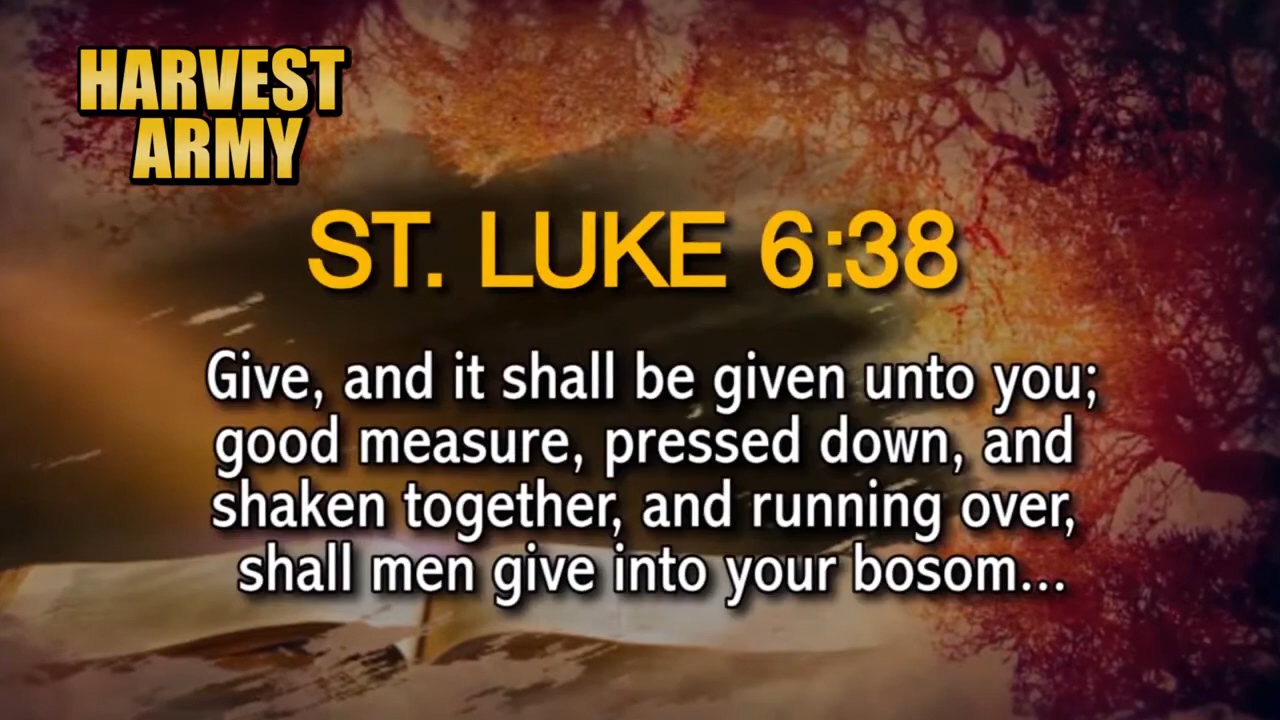 HARVEST
ARMY
ST. LUKE 6:38
Give, and it shall be given unto you;
good measure, pressed down, and
shaken together, and running over,
shall men give into your bosom...